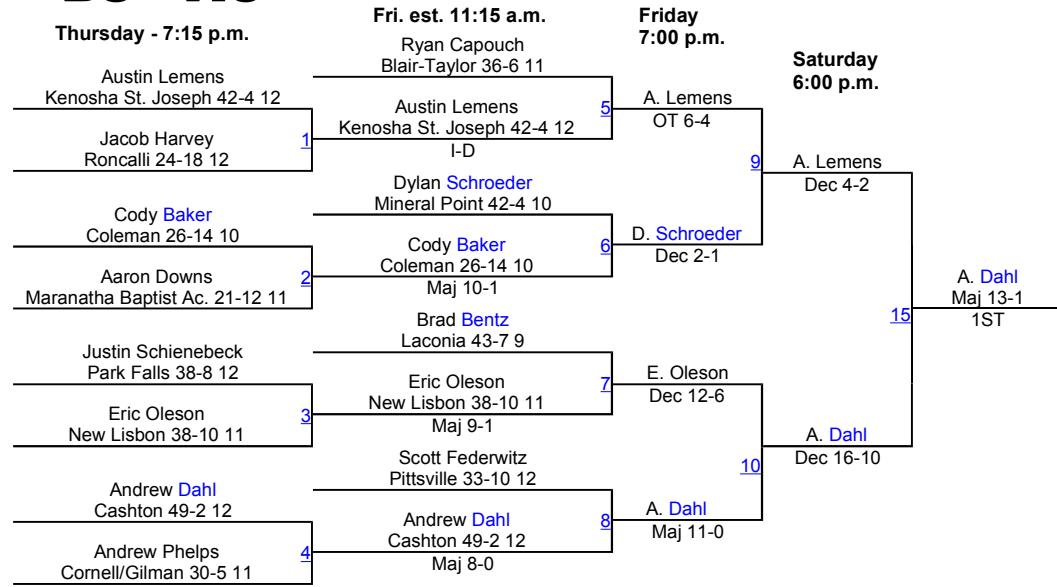 Thursday - 7:15 p.m.
Fri. est. 11:15 a.m.
Friday
7:00 p.m.
Saturday
6:00 p.m.
Austin Lemens
Kenosha St. Joseph 42-4 12
Jacob Harvey
Roncalli 24-18 12
1
Cody Baker
Coleman 26-14 10
Aaron Downs
Maranatha Baptist Ac. 21-12 11
2
Justin Schienebeck
Park Falls 38-8 12
Eric Oleson
New Lisbon 38-10 11
3
Andrew Dahl
Cashton 49-2 12
Andrew Phelps
Cornell/Gilman 30-5 11
4
Ryan Capouch
Blair-Taylor 36-6 11
Austin Lemens
Kenosha St. Joseph 42-4 12
I-D
5
Dylan Schroeder
Mineral Point 42-4 10
Cody Baker
Coleman 26-14 10
Maj 10-1
6
Brad Bentz
Laconia 43-7 9
Eric Oleson
New Lisbon 38-10 11
Maj 9-1
7
Scott Federwitz
Pittsville 33-10 12
Andrew Dahl
Cashton 49-2 12
Maj 8-0
8
A. Lemens
OT 6-4
D. Schroeder
Dec 2-1
9
E. Oleson
Dec 12-6
A. Dahl
Maj 11-0
10
A. Lemens
Dec 4-2
A. Dahl
Dec 16-10
15
A. Dahl
Maj 13-1
1ST